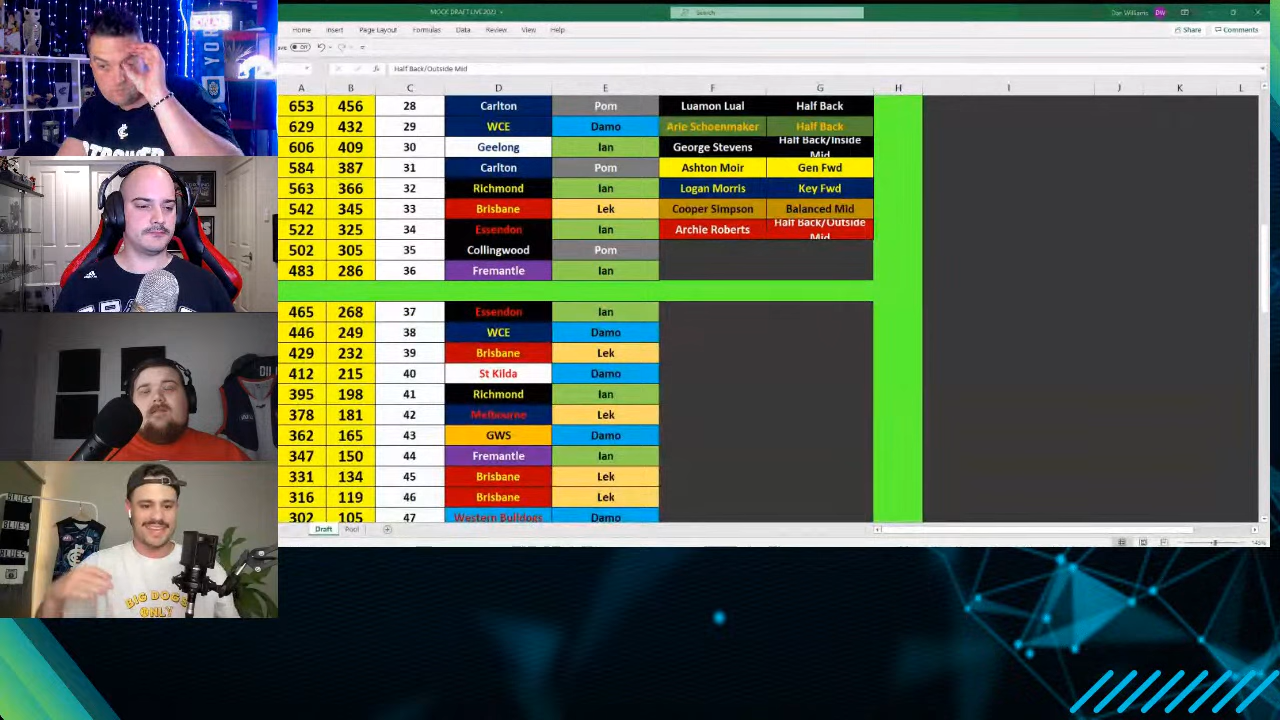 MOCK DRAFT LIVE 2023
Search
Dan Williams DW
Home Insert Page Layout Formulas Data Review View Help
Share Comments
Off
Half Back/Outside Mid
A B C D E F G H I J K L
653 456 28 Carlton Pom Luamon Lual Half Back
629 432 29 WCE Damo Arie Schoenmaker Half Back
606 409 30 Geelong Ian George Stevens Half Back/Inside Mid
584 387 31 Carlton Pom Ashton Moir Gen Fwd
563 366 32 Richmond Ian Logan Morris Key Fwd
542 345 33 Brisbane Lek Cooper Simpson Balanced Mid
522 325 34 Essendon Ian Archie Roberts Half Back/Outside Mid
502 305 35 Collingwood Pom
483 286 36 Fremantle Ian
465 268 37 Essendon Ian
446 249 38 WCE Damo
429 232 39 Brisbane Lek
412 215 40 St Kilda Damo
395 198 41 Richmond Ian
378 181 42 Melbourne Lek
362 165 43 GWS Damo
347 150 44 Fremantle Ian
331 134 45 Brisbane Lek
316 119 46 Brisbane Lek
302 105 47 Western Bulldogs Damo
Draft Pool
BLUES
BIG DOGS
ONLY